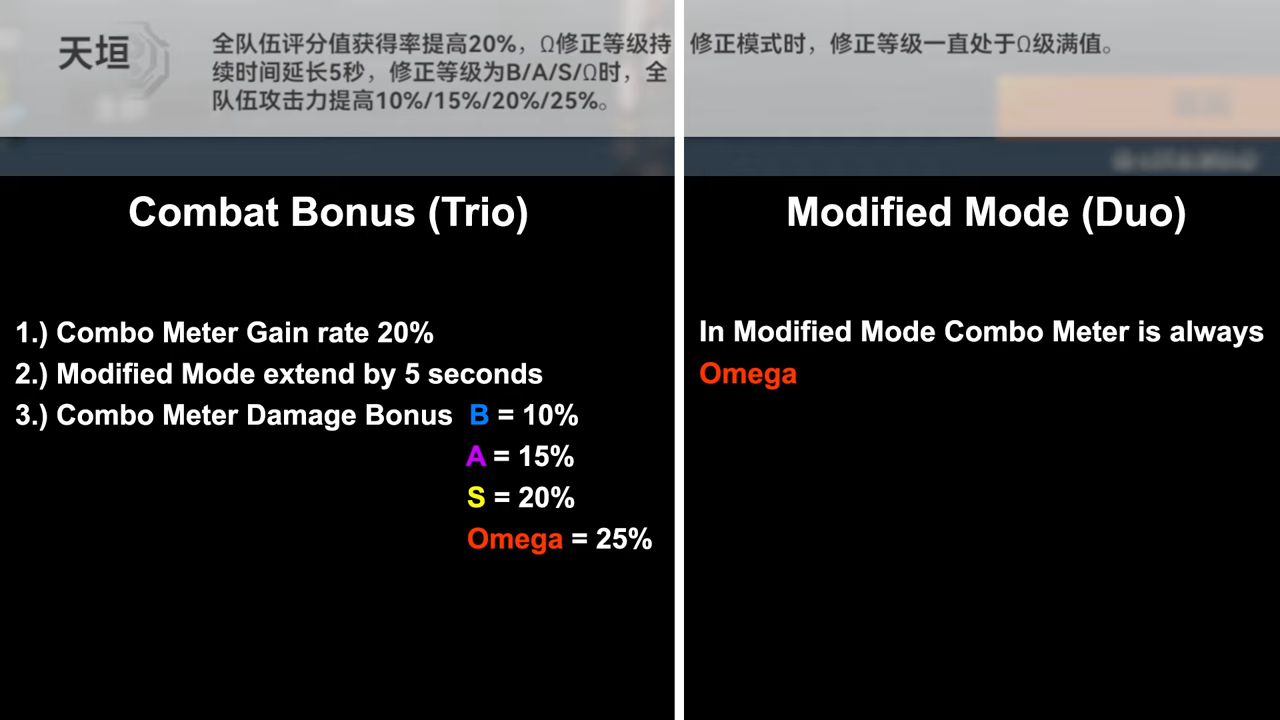 天垣
全队伍评分值获得率提高20%，Ω修正等级持
续时间延长5秒，修正等级为B/A/S/Ω时，全
队伍攻击力提高10%/15%/20%/25%。
Combat Bonus (Trio)
1.) Combo Meter Gain rate 20%
2.) Modified Mode extend by 5 seconds
3.) Combo Meter Damage Bonus B = 10%
A = 15%
S = 20%
Omega = 25%
修正模式时，修正等级一直处于Ω级满值。
Modified Mode (Duo)
In Modified Mode Combo Meter is always
Omega